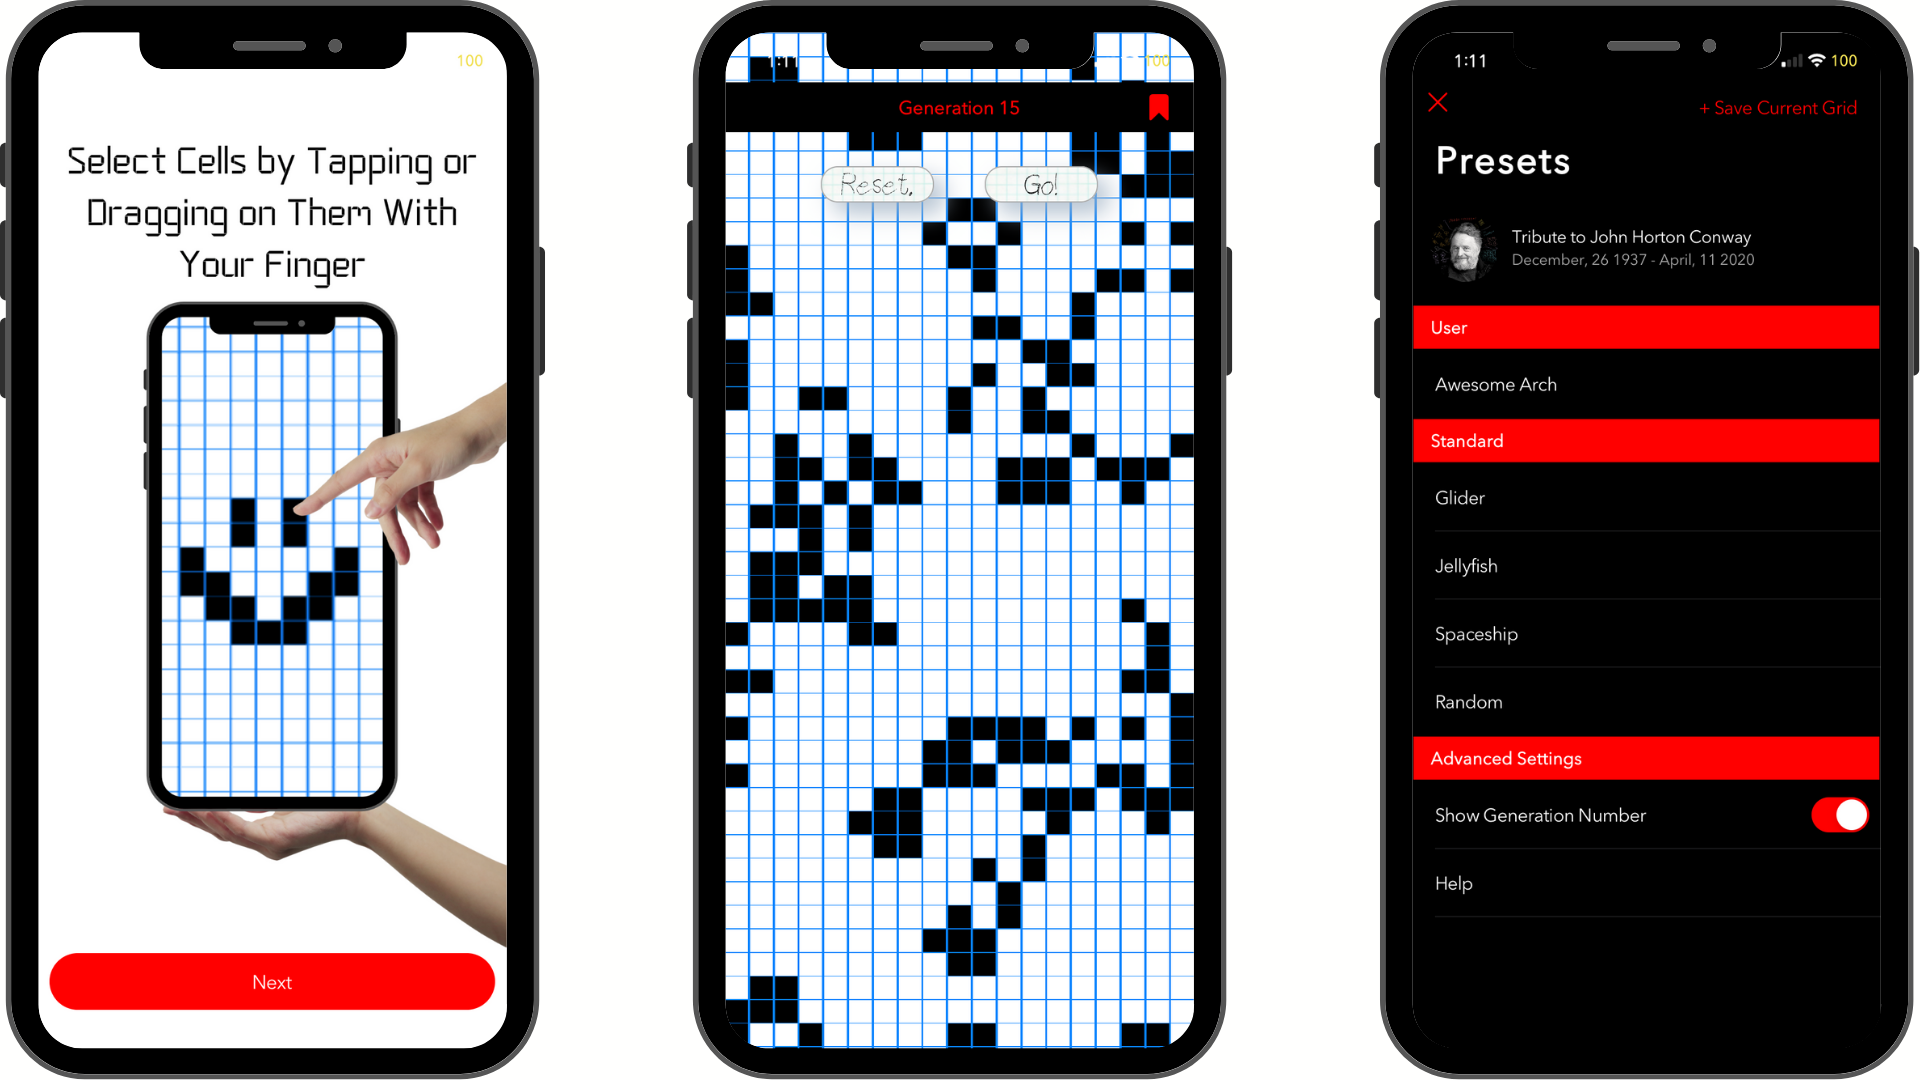 100
Select Cells by Tapping or
Dragging on Them With
Your Finger
Next
1:11
100
Generation 15
Reset.
Go!
1:11
100
+ Save Current Grid
Presets
Tribute to John Horton Conway
December, 26 1937 - April, 11 2020
User
Awesome Arch
Standard
Glider
Jellyfish
Spaceship
Random
Advanced Settings
Show Generation Number
Help